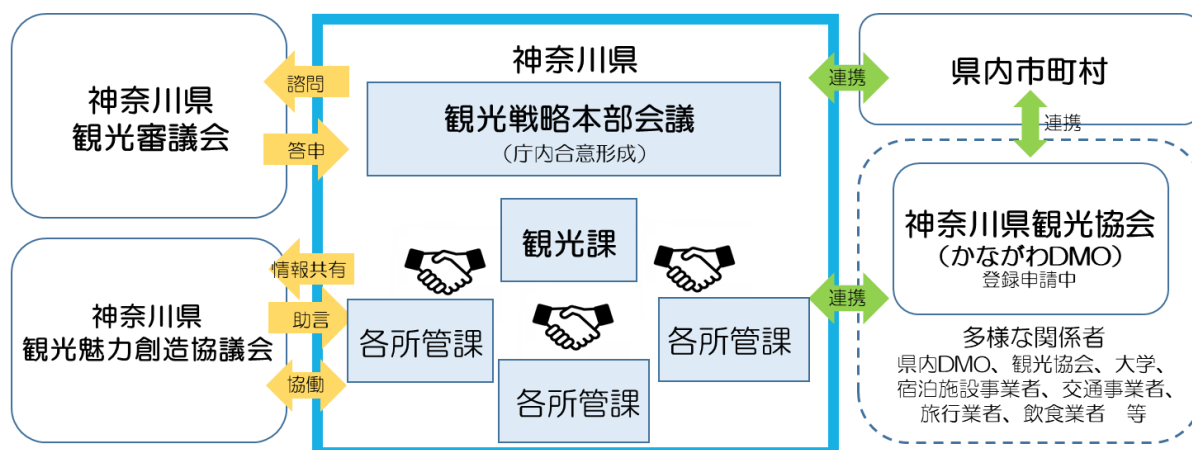 神奈川県
観光審議会
諮問
答申
神奈川県
観光魅力創造協議会
情報共有
助言
協働
神奈川県
観光戦略本部会議
（庁内合意形成）
観光課
各所管課
各所管課
各所管課
連携
県内市町村
連携
連携
神奈川県観光協会
（かながわDMO）
登録申請中
多様な関係者
県内DMO、観光協会、大学、
宿泊施設事業者、交通事業者、
旅行業者、飲食業者　等